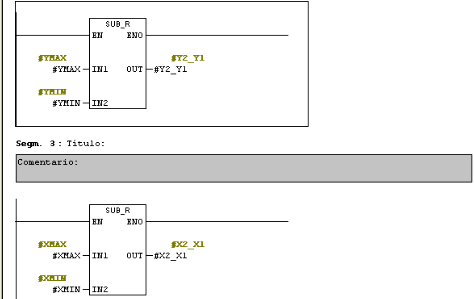 SUB_R
EN ENO
#YMAX #Y2_Y1
#YMAX IN1 OUT #Y2_Y1
#YMIN
#YMIN IN2
Segm. 3 : Titulo:
Comentario:
SUB_R
EN ENO
#XMAX #X2_X1
#XMAX IN1 OUT #X2_X1
#XMIN
#XMIN IN2